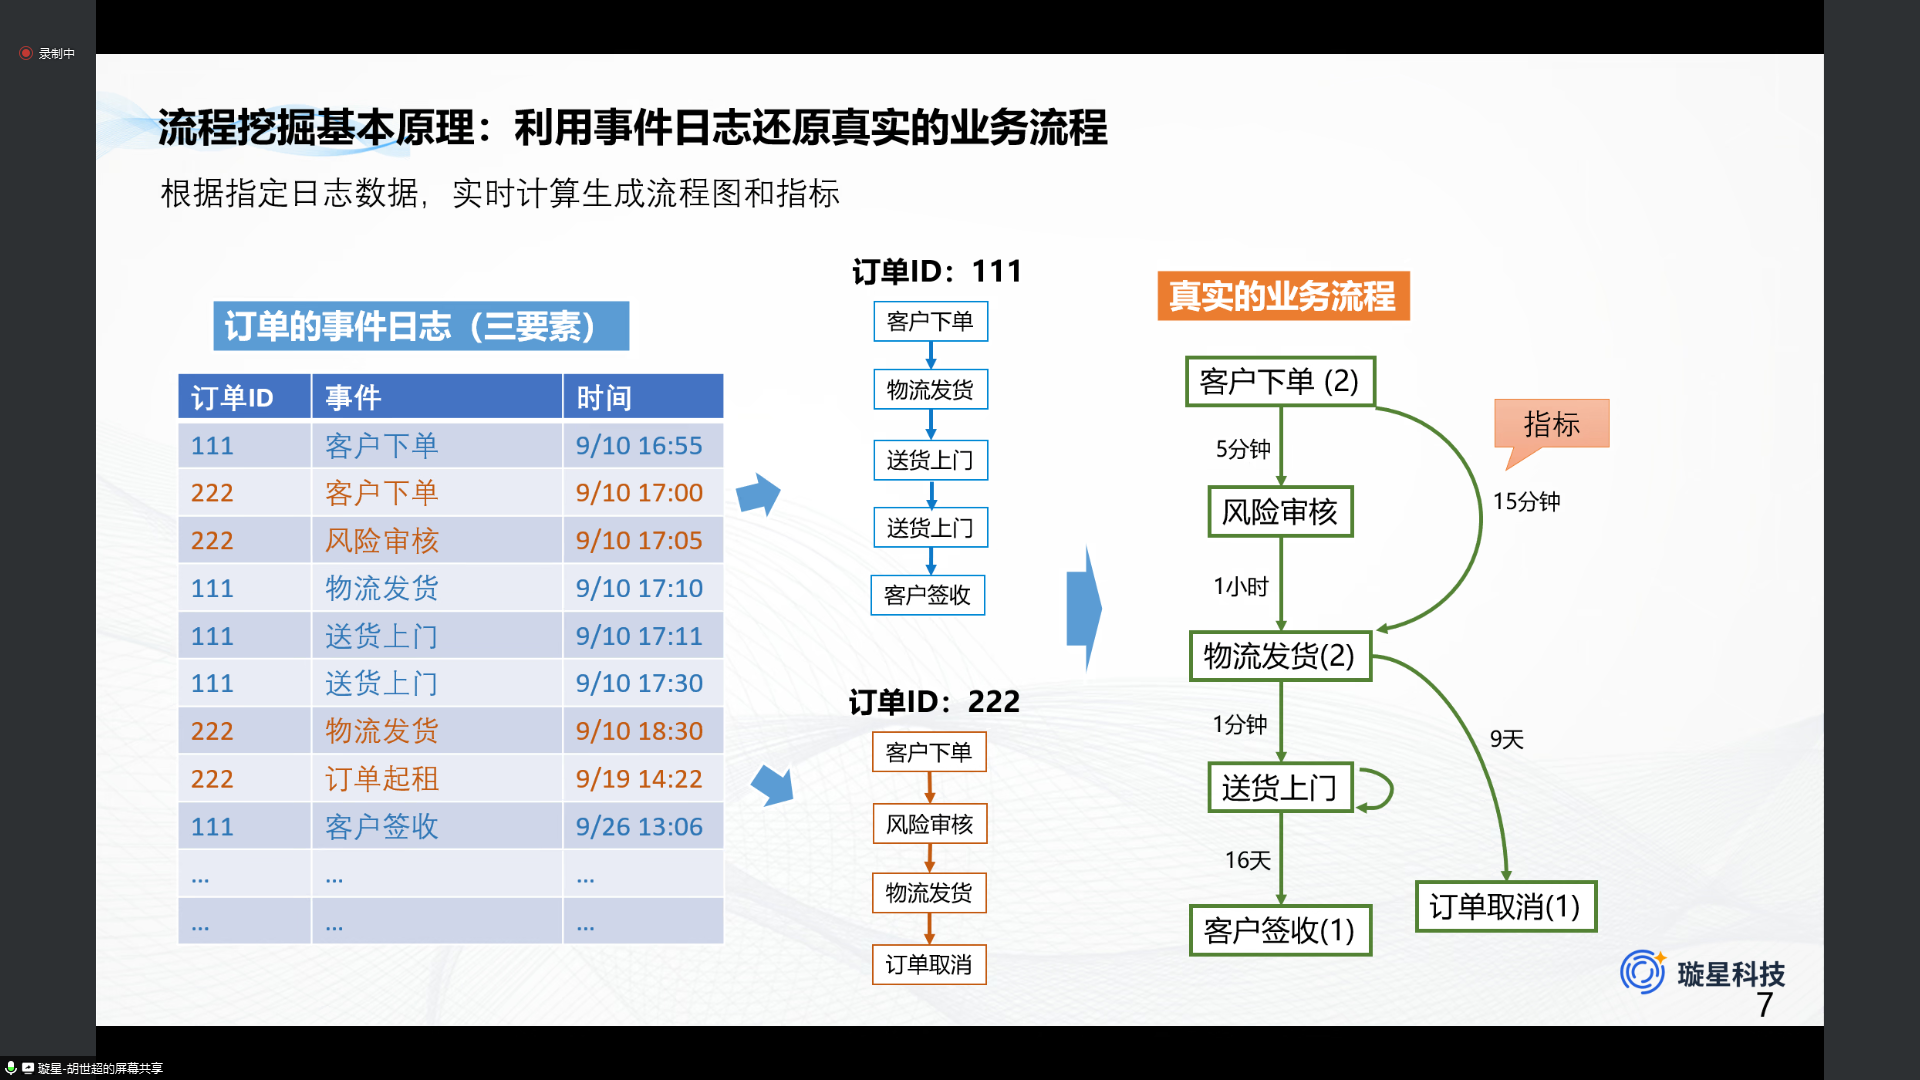 录制中
流程挖掘基本原理：利用事件日志还原真实的业务流程
根据指定日志数据，实时计算生成流程图和指标
订单的事件日志（三要素）
订单ID 事件 时间
111 客户下单 9/10 16:55
222 客户下单 9/10 17:00
222 风险审核 9/10 17:05
111 物流发货 9/10 17:10
111 送货上门 9/10 17:11
111 送货上门 9/10 17:30
222 物流发货 9/10 18:30
222 订单起租 9/19 14:22
111 客户签收 9/26 13:06
... ... ...
... ... ...
订单ID：111
客户下单
物流发货
送货上门
送货上门
客户签收
订单ID：222
客户下单
风险审核
物流发货
订单取消
真实的业务流程
客户下单 (2)
指标
5分钟
15分钟
风险审核
1小时
物流发货(2)
1分钟
9天
送货上门
16天
客户签收(1)
订单取消(1)
璇星科技
7
璇星-胡世超的屏幕共享